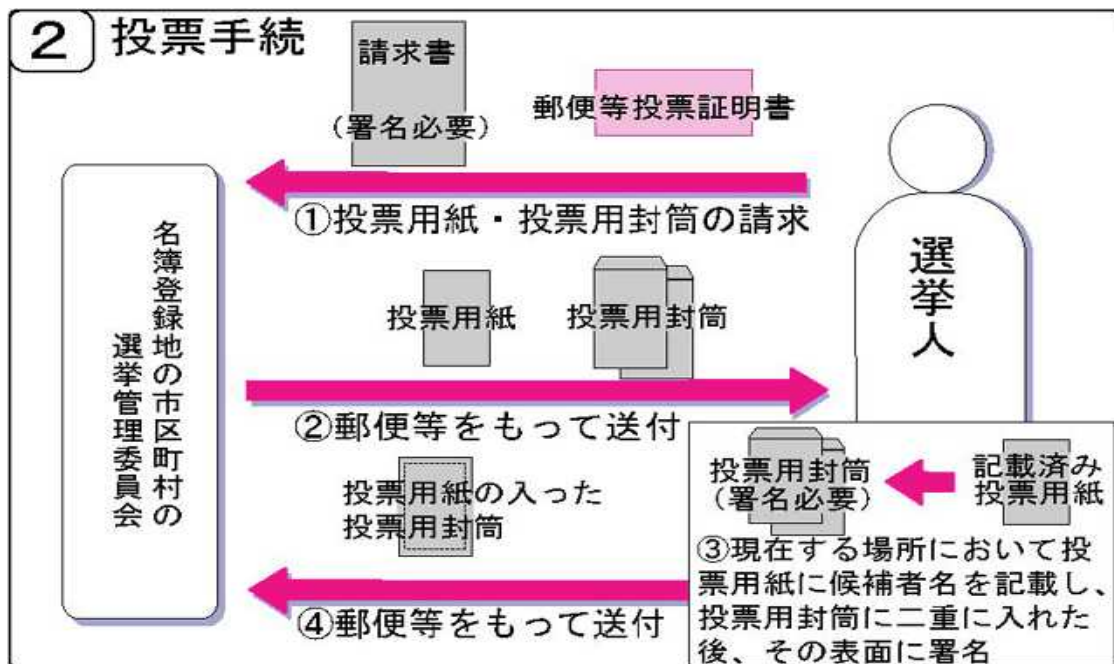 2 投票手続
請求書
(署名必要)
郵便等投票証明書
①投票用紙・投票用封筒の請求
名簿登録地の市区町村の
選挙管理委員会
選挙人
投票用紙
投票用封筒
②郵便等をもって送付
投票用紙の入った
投票用封筒
投票用封筒
(署名必要)
記載済み
投票用紙
③現在する場所において投
票用紙に候補者名を記載し、
投票用封筒に二重に入れた
後、その表面に署名
④郵便等をもって送付